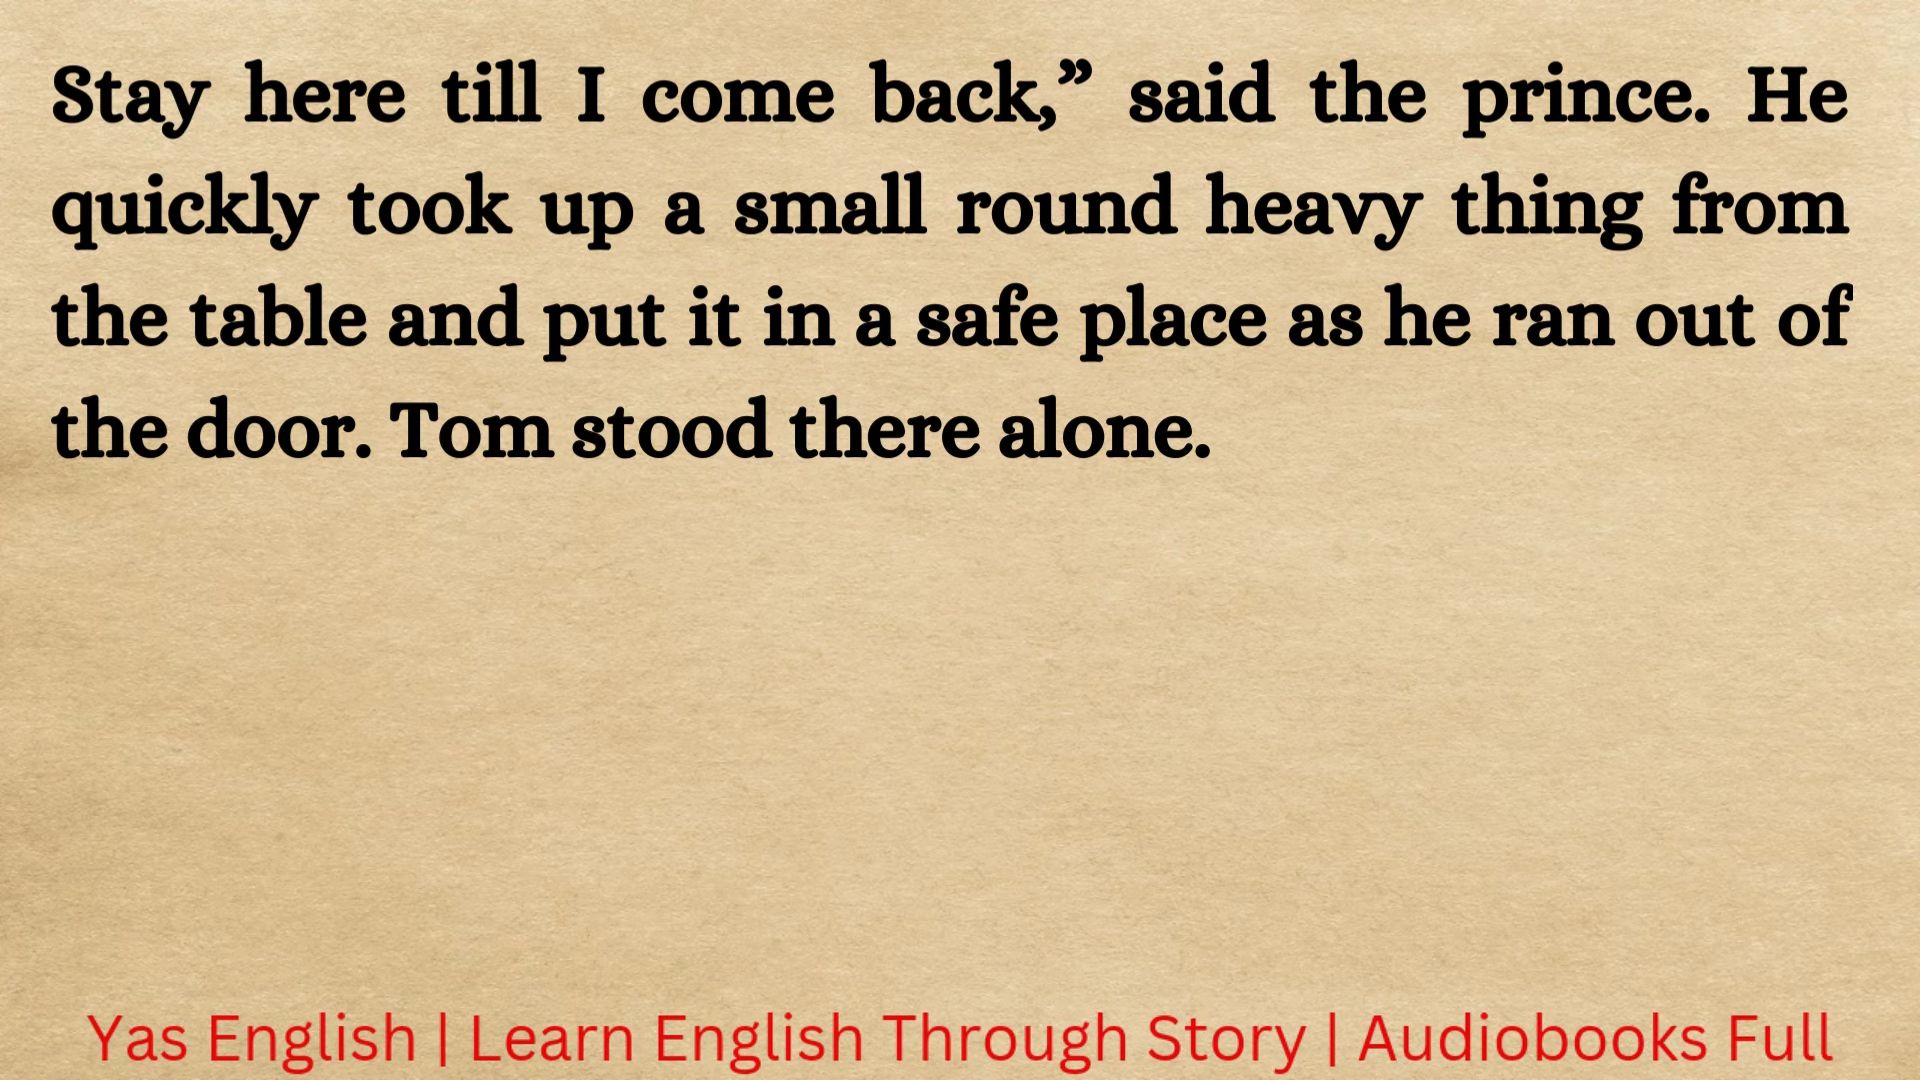 Stay here till I come back,” said the prince. He
quickly took up a small round heavy thing from
the table and put it in a safe place as he ran out of
the door. Tom stood there alone.
Yas English | Learn English Through Story | Audiobooks Full